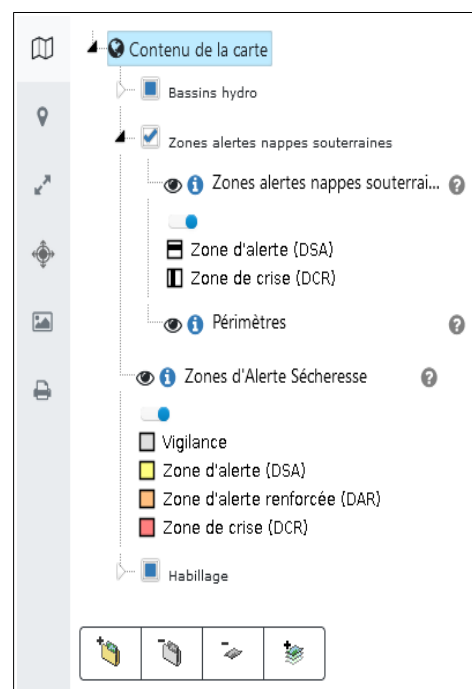 Contenu de la carte
Bassins hydro
Zones alertes nappes souterraines
Zones alertes nappes souterrai...
Zone d'alerte (DSA)
Zone de crise (DCR)
Périmètres
Zones d'Alerte Sécheresse
Vigilance
Zone d'alerte (DSA)
Zone d'alerte renforcée (DAR)
Zone de crise (DCR)
Habillage